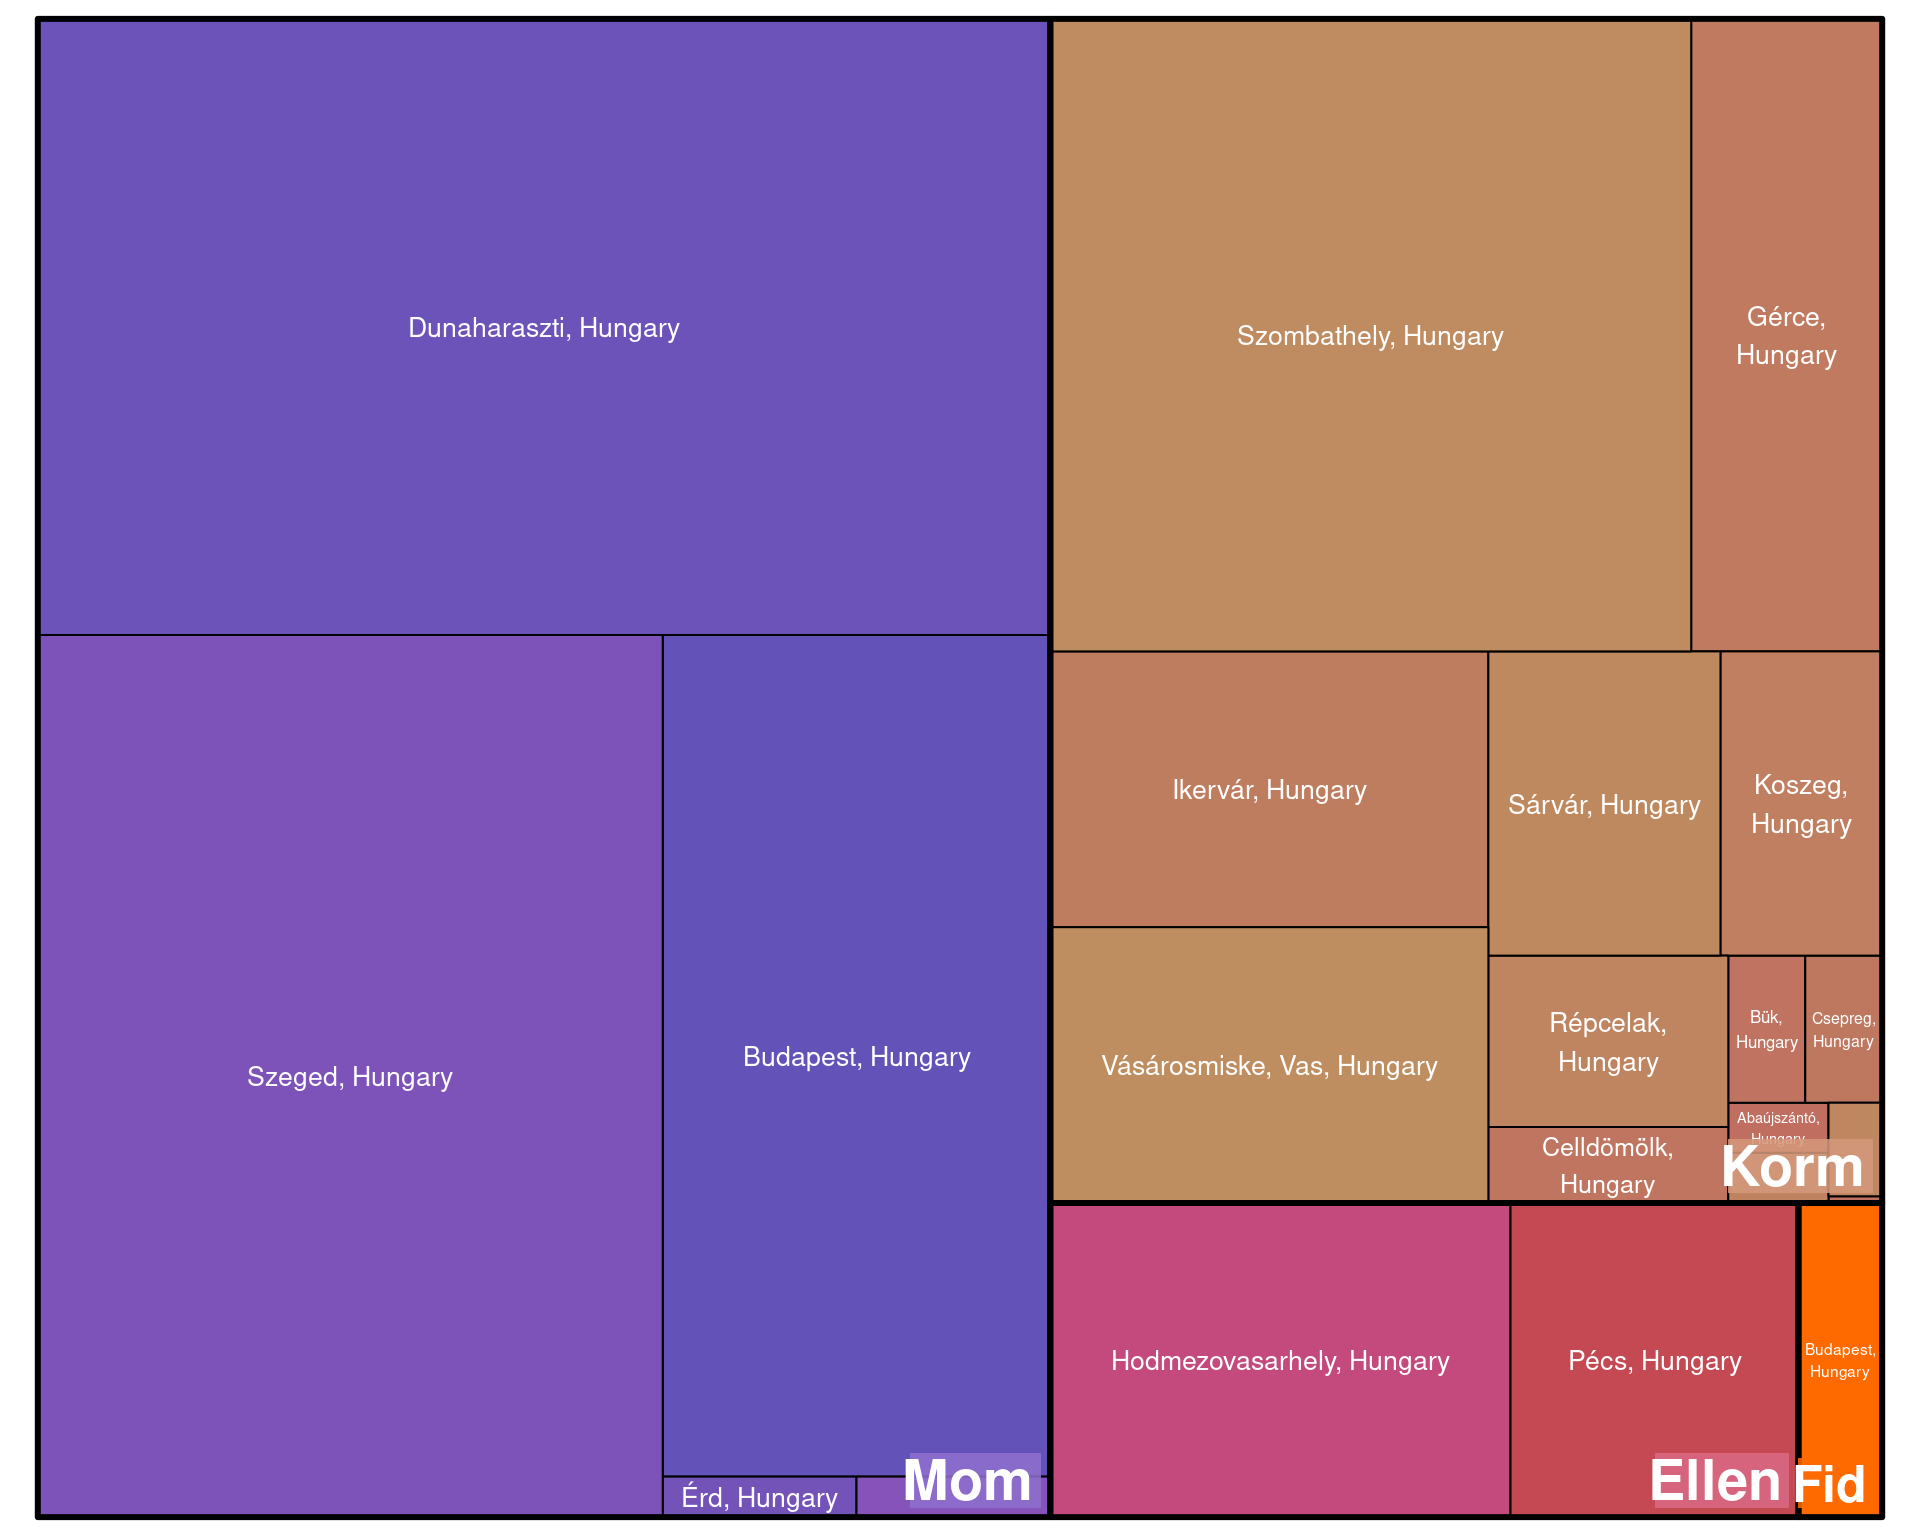 Dunaharaszti, Hungary
Szeged, Hungary
Budapest, Hungary
Érd, Hungary
Mom
Szombathely, Hungary
Gérce,
Hungary
Ikervár, Hungary
Sárvár, Hungary
Koszeg,
Hungary
Vásárosmiske, Vas, Hungary
Répcelak,
Hungary
Bük,
Hungary
Csepreg,
Hungary
Celldömölk,
Hungary
Abaújszántó,
Hungary
Korm
Hodmezovasarhely, Hungary
Pécs, Hungary
Ellen
Budapest,
Hungary
Fid